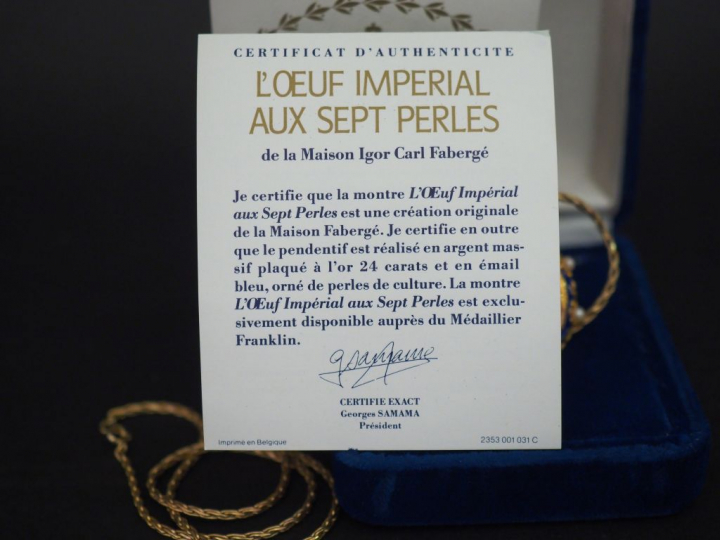 CERTIFICAT D'AUTHENTICITE
L'ŒUF IMPERIAL
AUX SEPT PERLES
de la Maison Igor Carl Fabergé
Je certifie que la montre L'Œuf Impérial
aux Sept Perles est une création originale
de la Maison Fabergé. Je certifie en outre
que le pendentif est réalisé en argent mas-
sif plaqué à l'or 24 carats et en émail
bleu, orné de perles de culture. La montre
L'Œuf Impérial aux Sept Perles est exclu-
sivement disponible auprès du Médaillier
Franklin.
CERTIFIE EXACT
Georges SAMAMA
Président
Imprimé en Belgique
2353 001 031 C